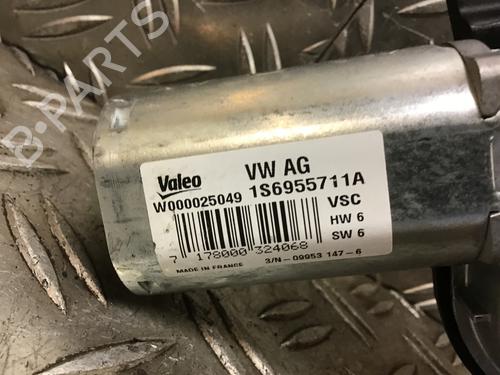 B-PARTS
Valeo VW AG
W000025049 1S6955711A
VSC
HW 6
SW 6
7 178000 324068
MADE IN FRANCE 3/N-09953 147-6